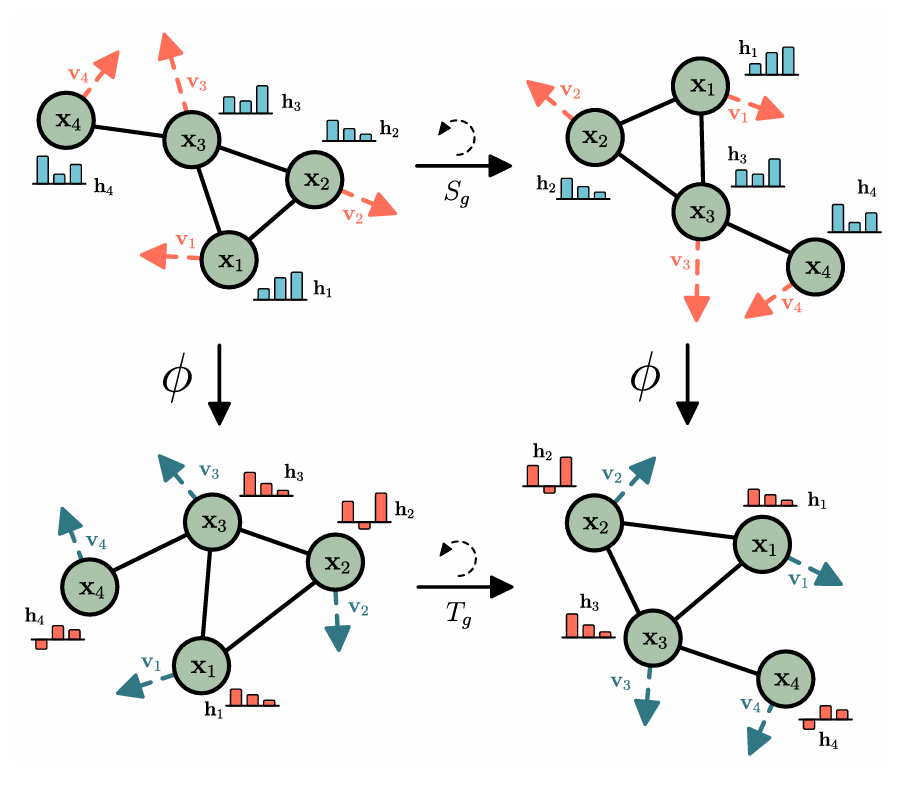 v₄
v₃
h₃
x₄
x₃
h₂
x₂
h₄
v₂
v₁
x₁
h₁
S_g
h₁
x₁
v₂
v₁
x₂
h₃
h₂
h₄
x₃
v₃
x₄
v₄
ϕ
ϕ
v₃
h₃
x₃
h₂
v₄
x₂
x₄
h₄
v₂
v₁
x₁
h₁
T_g
h₂
v₂
h₁
x₂
x₁
v₁
h₃
x₃
v₃
x₄
v₄
h₄